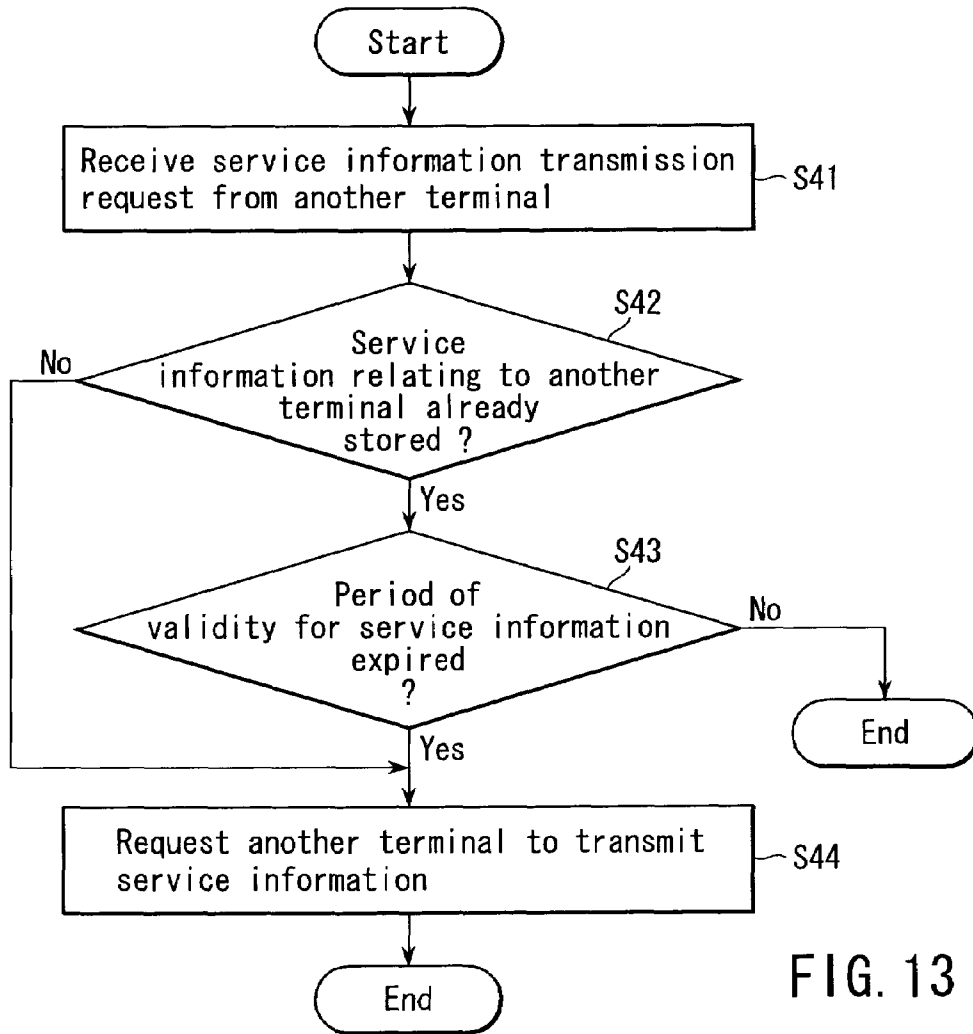 Start
Receive service information transmission
request from another terminal
S41
S42
Service
information relating to another
terminal already
stored ?
No
Yes
S43
Period of
validity for service information
expired
?
No
End
Yes
Request another terminal to transmit
service information
S44
End
FIG. 13